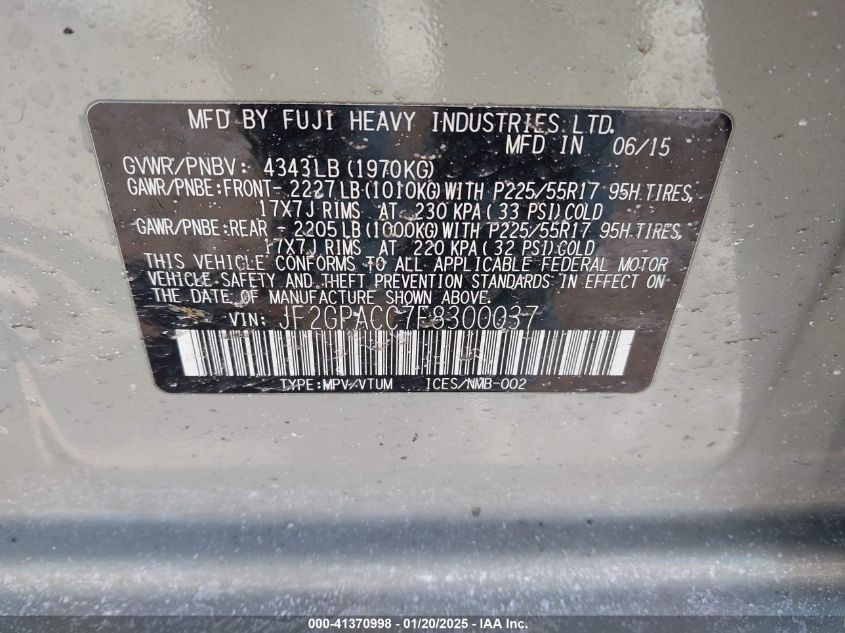 MFD BY FUJI HEAVY INDUSTRIES LTD.
MFD IN 06/15
GVWR/PNBV: 4343LB (1970KG)
GAWR/PNBE:FRONT- 2227LB(1010KG)WITH P225/55R17 95H TIRES,
17X7J RIMS AT 230 KPA(33 PSI)COLD
GAWR/PNBE:REAR - 2205LB(1000KG)WITH P225/55R17 95H TIRES,
17X7J RIMS AT 220 KPA(32 PSI)COLD
THIS VEHICLE CONFORMS TO ALL APPLICABLE FEDERAL MOTOR
VEHICLE SAFETY AND THEFT PREVENTION STANDARDS IN EFFECT ON
THE DATE OF MANUFACTURE SHOWN ABOVE.
VIN: JF2GPACC7F8300037
TYPE:MPV/VTUM ICES/NMB-002
000-41370998 - 01/20/2025 - IAA Inc.